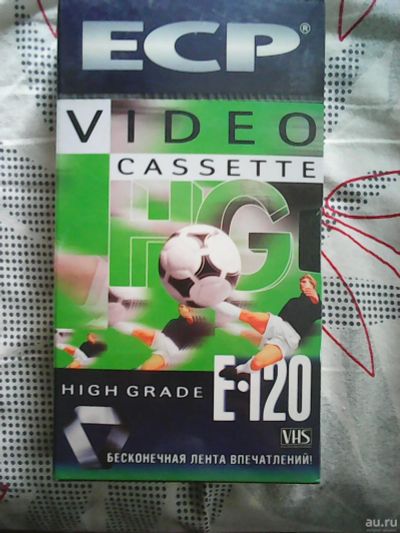 ECP®
VIDEO
CASSETTE
HG
HIGH GRADE
E·120
VHS
БЕСКОНЕЧНАЯ ЛЕНТА ВПЕЧАТЛЕНИЙ!
au.ru